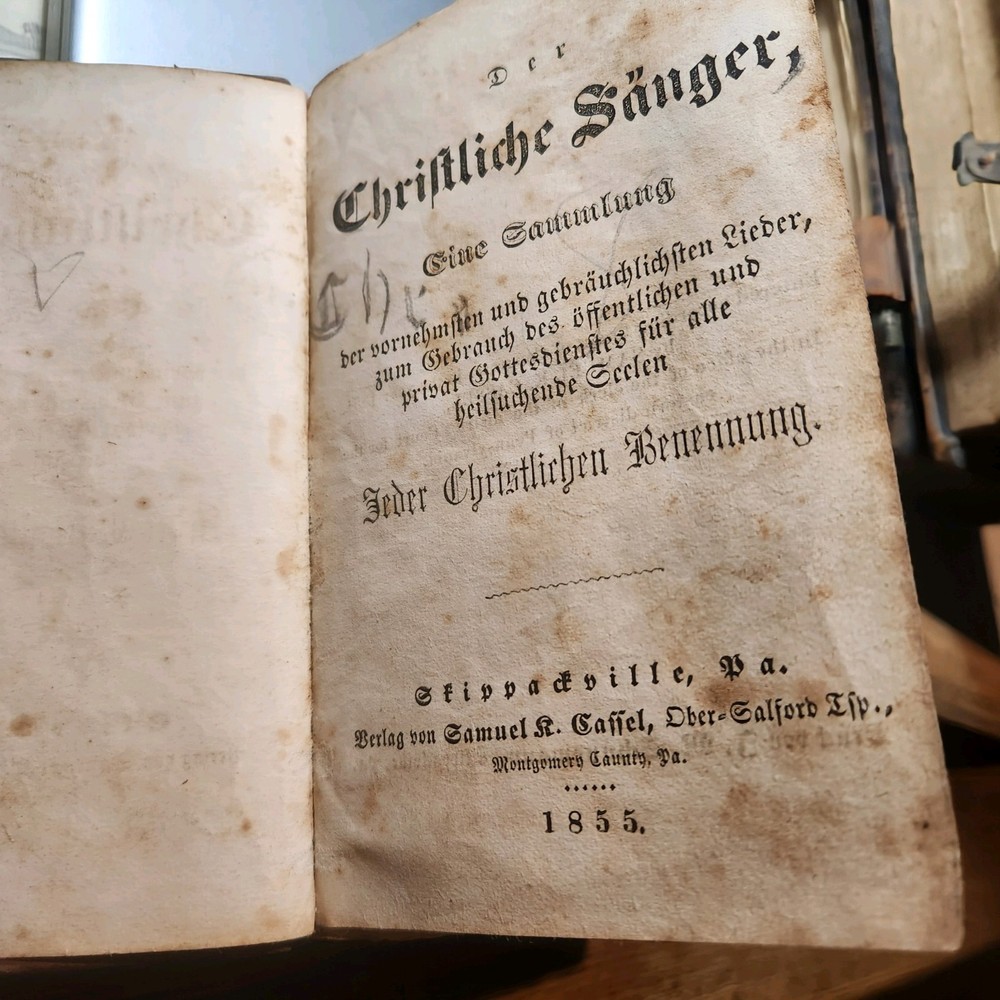 Der
Christliche Sänger,
Eine Sammlung
der vornehmsten und gebräuchlichsten Lieder,
zum Gebrauch des öffentlichen und
privat Gottesdienstes für alle
heilsuchende Seelen
Jeder Christlichen Benennung.
Skippackville, Pa.
Verlag von Samuel K. Cassel, Ober-Salford Tsp.,
Montgomery Caunty, Pa.
1855.
Chr